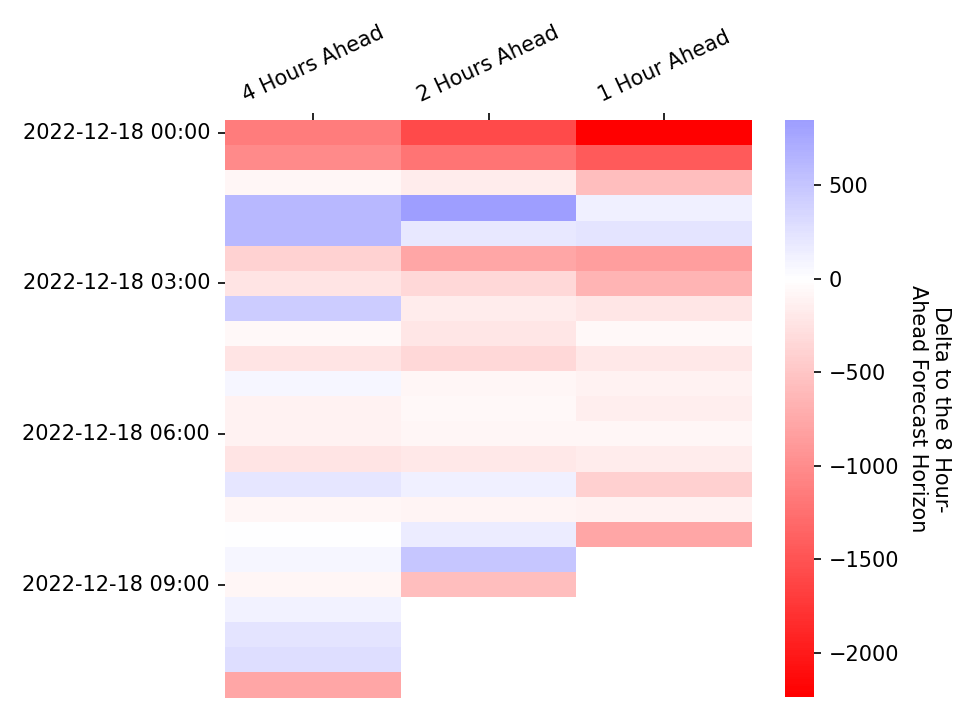 4 Hours Ahead
2 Hours Ahead
1 Hour Ahead
2022-12-18 00:00
2022-12-18 03:00
2022-12-18 06:00
2022-12-18 09:00
500
0
−500
−1000
−1500
−2000
Delta to the 8 Hour-
Ahead Forecast Horizon